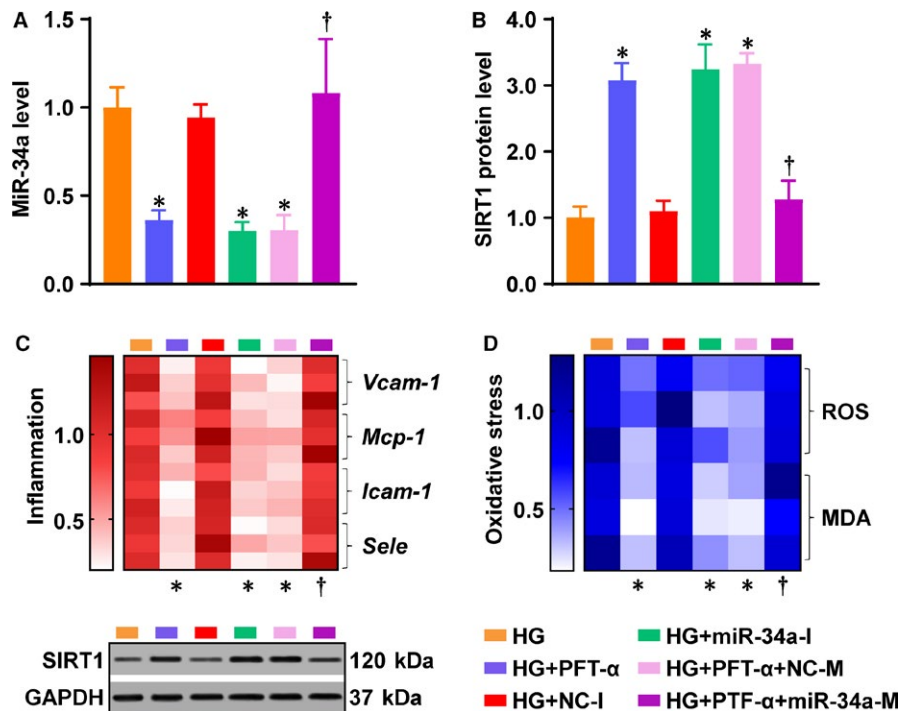 A
MiR-34a level
1.5
1.0
0.5
0.0
*
*
*
†
B
SIRT1 protein level
4.0
3.0
2.0
1.0
0.0
*
*
*
†
C
Inflammation
1.0
0.5
Vcam-1
Mcp-1
Icam-1
Sele
* * * †
D
Oxidative stress
1.0
0.5
ROS
MDA
* * * †
SIRT1 120 kDa
GAPDH 37 kDa
HG
HG+PFT-α
HG+NC-I
HG+miR-34a-I
HG+PFT-α+NC-M
HG+PTF-α+miR-34a-M